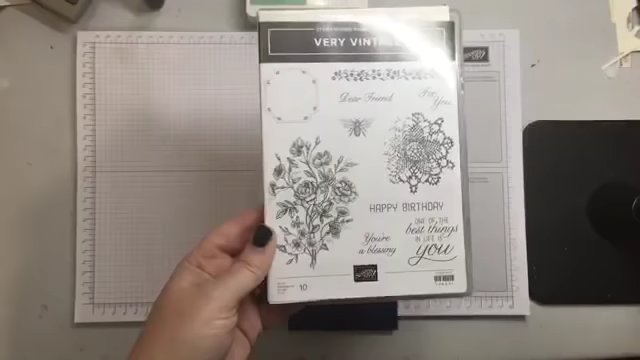 VERY VINTAGE
Dear Friend
For
You
HAPPY BIRTHDAY
ONE OF THE
best things
IN LIFE IS
you
You're
a blessing
10